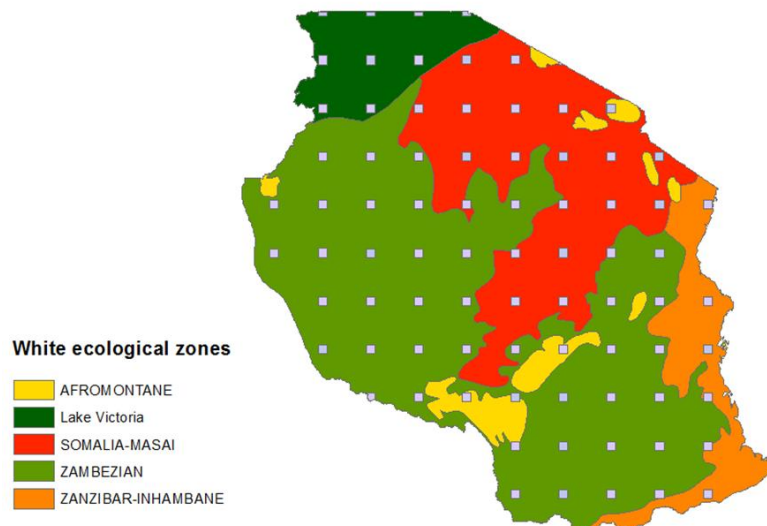 White ecological zones
AFROMONTANE
Lake Victoria
SOMALIA-MASAI
ZAMBEZIAN
ZANZIBAR-INHAMBANE